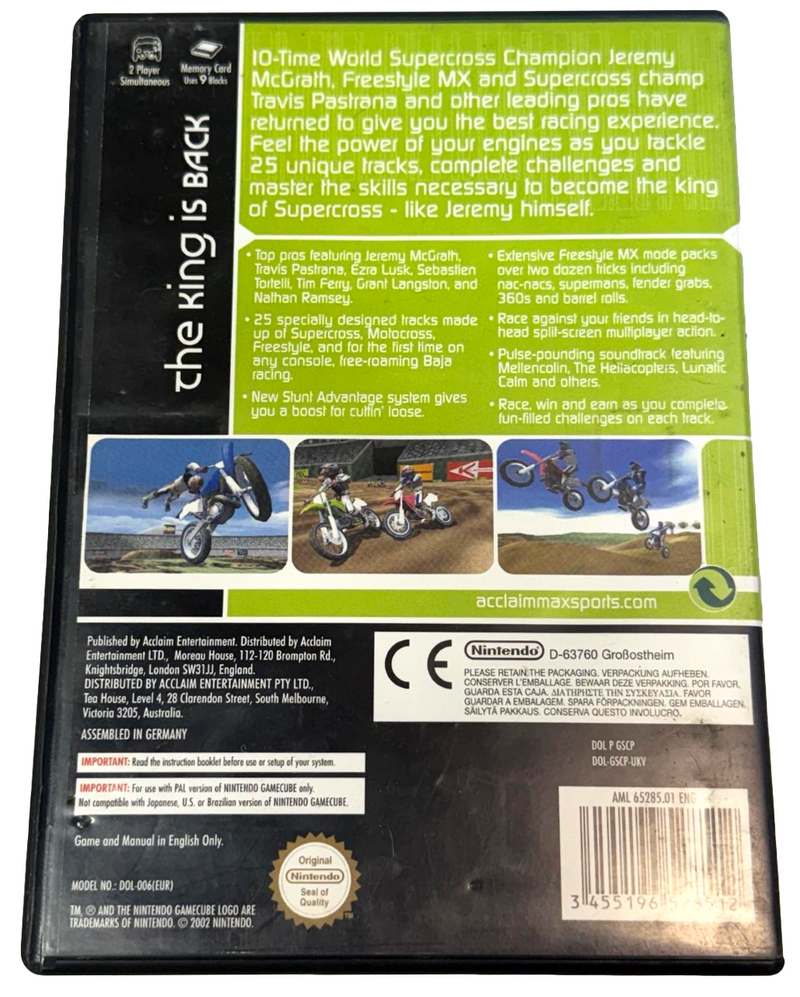 2 Player
Simultaneous
Memory Card
Uses 9 Blocks
the king is BACK
10-Time World Supercross Champion Jeremy
McGrath, Freestyle MX and Supercross champ
Travis Pastrana and other leading pros have
returned to give you the best racing experience.
Feel the power of your engines as you tackle
25 unique tracks, complete challenges and
master the skills necessary to become the king
of Supercross - like Jeremy himself.
• Top pros featuring Jeremy McGrath,
Travis Pastrana, Ezra Lusk, Sebastien
Tortelli, Tim Ferry, Grant Langston, and
Nathan Ramsey.
• 25 specially designed tracks made
up of Supercross, Motocross,
Freestyle, and for the first time on
any console, free-roaming Baja
racing.
• New Stunt Advantage system gives
you a boost for cuttin' loose.
• Extensive Freestyle MX mode packs
over two dozen tricks including
nac-nacs, supermans, fender grabs,
360s and barrel rolls.
• Race against your friends in head-to-
head split-screen multiplayer action.
• Pulse-pounding soundtrack featuring
Mellencolin, The Hellacopters, Lunatic
Calm and others.
• Race, win and earn as you complete
fun-filled challenges on each track.
acclaimmaxsports.com
Published by Acclaim Entertainment. Distributed by Acclaim
Entertainment LTD., Moreau House, 112-120 Brompton Rd.,
Knightsbridge, London SW31JJ, England.
DISTRIBUTED BY ACCLAIM ENTERTAINMENT PTY LTD.,
Tea House, Level 4, 28 Clarendon Street, South Melbourne,
Victoria 3205, Australia.
ASSEMBLED IN GERMANY
CE
Nintendo D-63760 Großostheim
PLEASE RETAIN THE PACKAGING. VERPACKUNG AUFHEBEN.
CONSERVER L'EMBALLAGE. BEWAAR DEZE VERPAKKING. POR FAVOR,
GUARDA ESTA CAJA. ΔΙΑΤΗΡΗΣΤΕ ΤΗΝ ΣΥΣΚΕΥΑΣΙΑ. FAVOR
GUARDAR A EMBALAGEM. SPARA FÖRPACKNINGEN. GEM EMBALLAGEN.
SÄILYTÄ PAKKAUS. CONSERVA QUESTO INVOLUCRO.
DOL P GSCP
DOL-GSCP-UKV
IMPORTANT: Read the instruction booklet before use or setup of your system.
IMPORTANT: For use with PAL version of NINTENDO GAMECUBE only.
Not compatible with Japanese, U.S. or Brazilian version of NINTENDO GAMECUBE.
AML 65285.01 ENG
Game and Manual in English Only.
MODEL NO.: DOL-006(EUR)
TM, ® AND THE NINTENDO GAMECUBE LOGO ARE
TRADEMARKS OF NINTENDO. © 2002 NINTENDO.
Original
Nintendo
Seal of
Quality
TM
3 455196